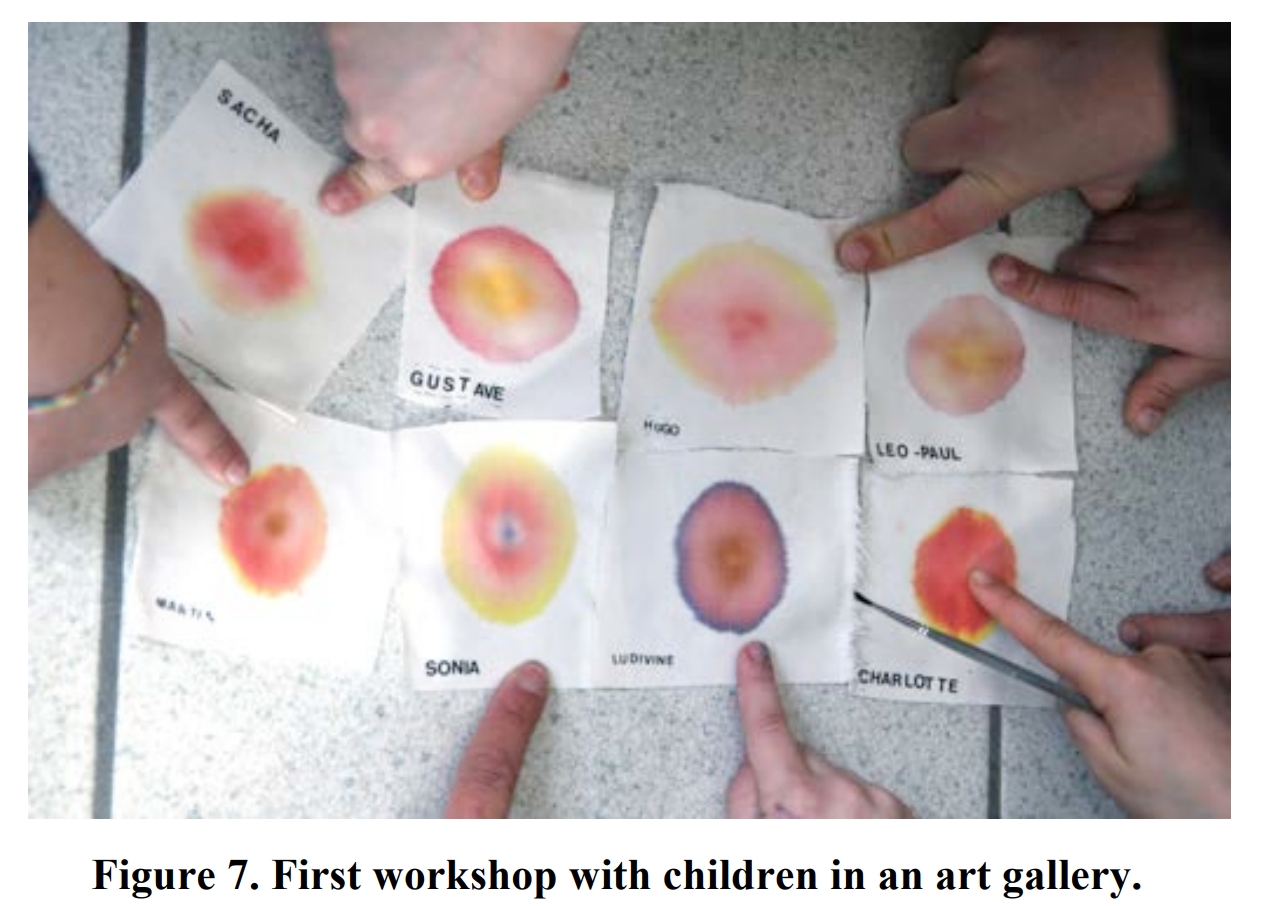 SACHA
GUSTAVE
HUGO
LEO-PAUL
SONIA
LUDIVINE
CHARLOTTE
Figure 7. First workshop with children in an art gallery.